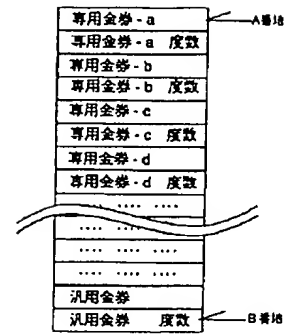 専用金券-a
専用金券-a 度数
専用金券-b
専用金券-b 度数
専用金券-c
専用金券-c 度数
専用金券-d
専用金券-d 度数
.... .... ....
.... ....
.... .... ....
.... .... ....
汎用金券
汎用金券 度数
A番地
B番地